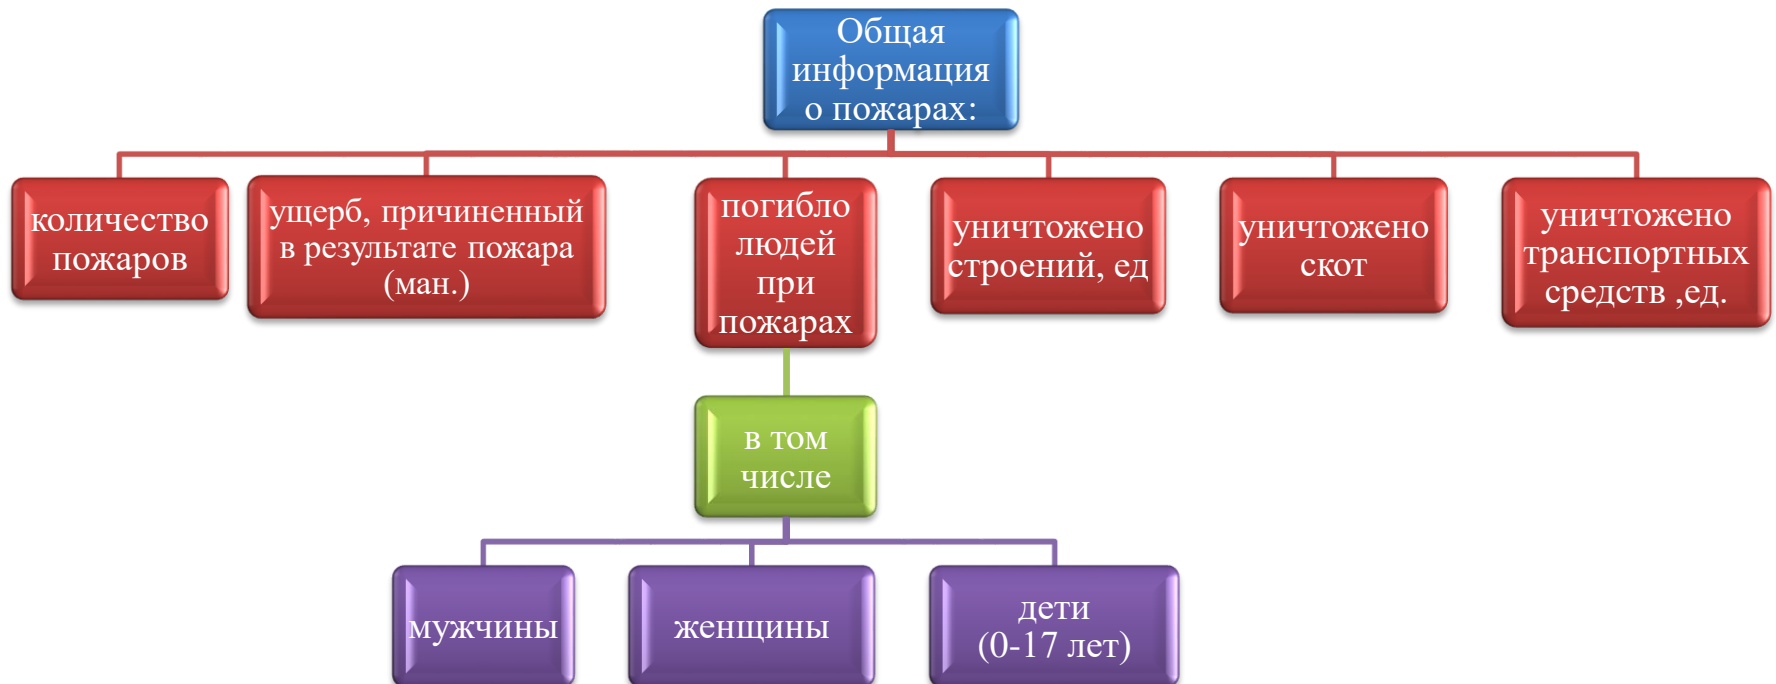 Общая
информация
о пожарах:
количество
пожаров
ущерб, причиненный
в результате пожара
(ман.)
погибло
людей
при
пожарах
уничтожено
строений, ед
уничтожено
скот
уничтожено
транспортных
средств ,ед.
в том
числе
мужчины
женщины
дети
(0-17 лет)